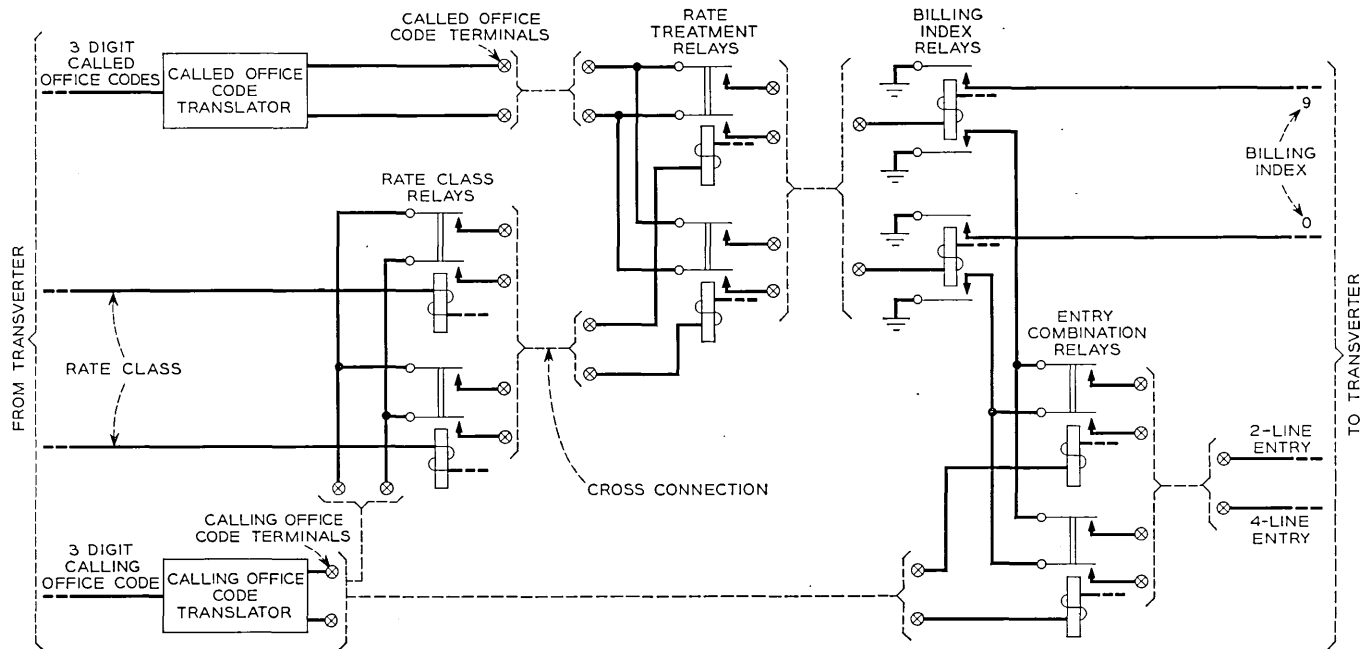 3 DIGIT
CALLED
OFFICE CODES
CALLED OFFICE
CODE
TRANSLATOR
CALLED OFFICE
CODE TERMINALS
RATE
TREATMENT
RELAYS
BILLING
INDEX
RELAYS
9
BILLING
INDEX
0
RATE CLASS
RELAYS
FROM TRANSVERTER
RATE CLASS
ENTRY
COMBINATION
RELAYS
TO TRANSVERTER
2-LINE
ENTRY
4-LINE
ENTRY
CROSS CONNECTION
CALLING OFFICE
CODE TERMINALS
3 DIGIT
CALLING
OFFICE CODE
CALLING OFFICE
CODE
TRANSLATOR